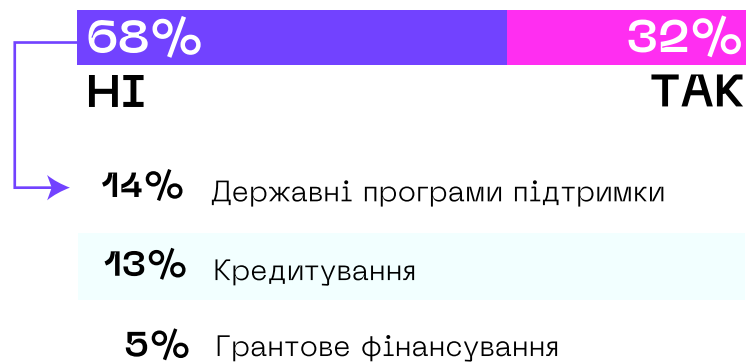 68% 32%
НІ ТАК
14% Державні програми підтримки
13% Кредитування
5% Грантове фінансування